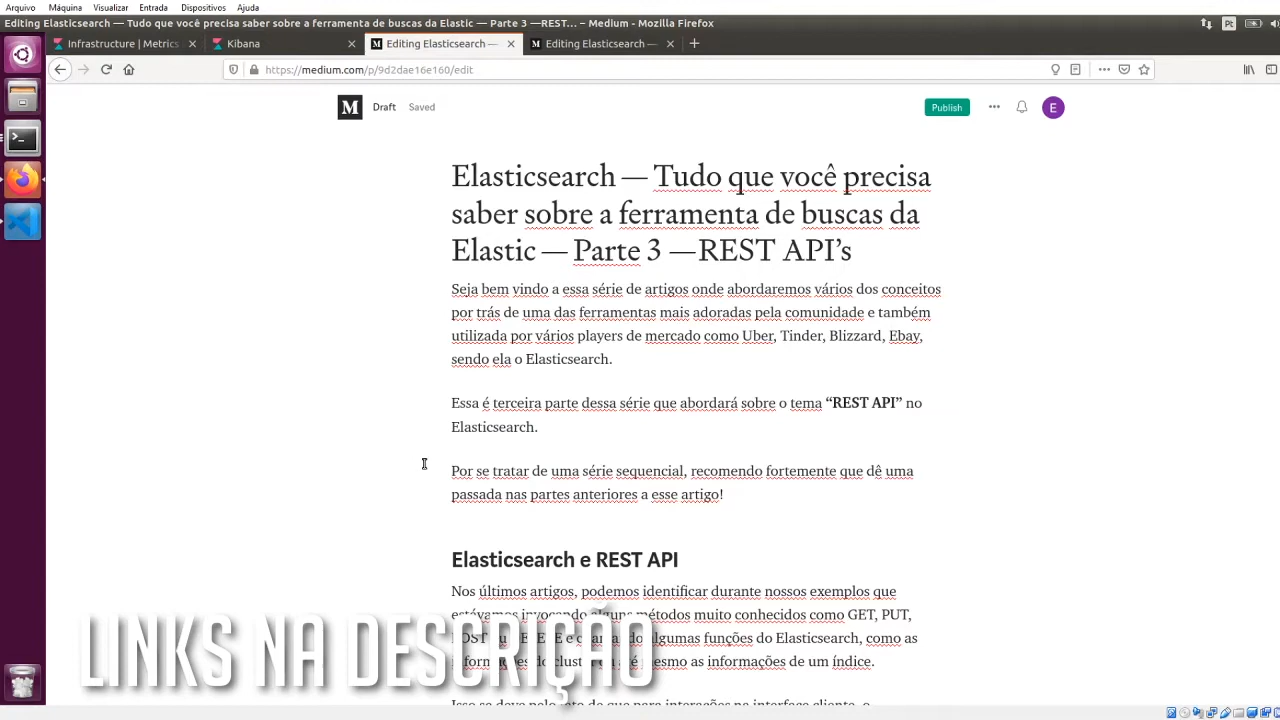 Arquivo Máquina Visualizar Entrada Dispositivos Ajuda
Editing Elasticsearch — Tudo que você precisa saber sobre a ferramenta de buscas da Elastic — Parte 3 —REST... – Medium - Mozilla Firefox
Pt
Infrastructure | Metrics
Kibana
Editing Elasticsearch —
Editing Elasticsearch —
https://medium.com/p/9d2dae16e160/edit
M Draft Saved
Publish
E
Elasticsearch — Tudo que você precisa
saber sobre a ferramenta de buscas da
Elastic — Parte 3 —REST API’s
Seja bem vindo a essa série de artigos onde abordaremos vários dos conceitos
por trás de uma das ferramentas mais adoradas pela comunidade e também
utilizada por vários players de mercado como Uber, Tinder, Blizzard, Ebay,
sendo ela o Elasticsearch.
Essa é terceira parte dessa série que abordará sobre o tema “REST API” no
Elasticsearch.
Por se tratar de uma série sequencial, recomendo fortemente que dê uma
passada nas partes anteriores a esse artigo!
Elasticsearch e REST API
Nos últimos artigos, podemos identificar durante nossos exemplos que
estávamos invocando alguns métodos muito conhecidos como GET, PUT,
algumas funções do Elasticsearch, como as
mesmo as informações de um índice.
LINKS NA DESCRIÇÃO